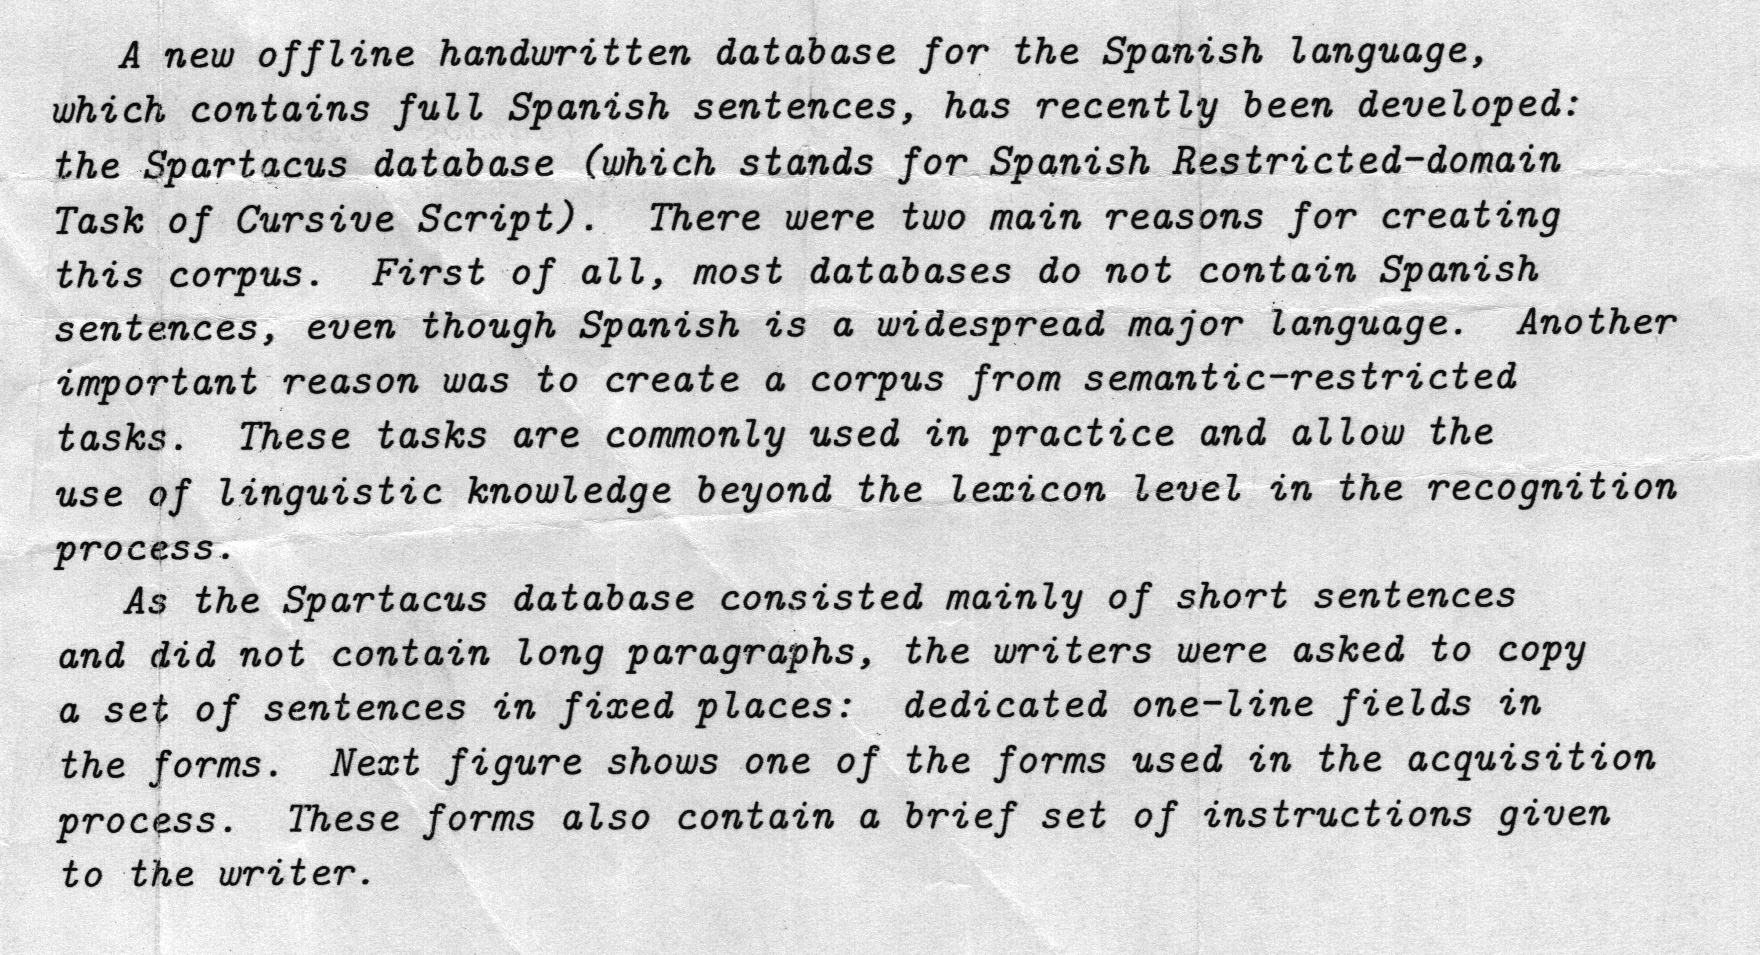 A new offline handwritten database for the Spanish language,
which contains full Spanish sentences, has recently been developed:
the Spartacus database (which stands for Spanish Restricted-domain
Task of Cursive Script).  There were two main reasons for creating
this corpus.  First of all, most databases do not contain Spanish
sentences, even though Spanish is a widespread major language.  Another
important reason was to create a corpus from semantic-restricted
tasks.  These tasks are commonly used in practice and allow the
use of linguistic knowledge beyond the lexicon level in the recognition
process.
As the Spartacus database consisted mainly of short sentences
and did not contain long paragraphs, the writers were asked to copy
a set of sentences in fixed places:  dedicated one-line fields in
the forms.  Next figure shows one of the forms used in the acquisition
process.  These forms also contain a brief set of instructions given
to the writer.